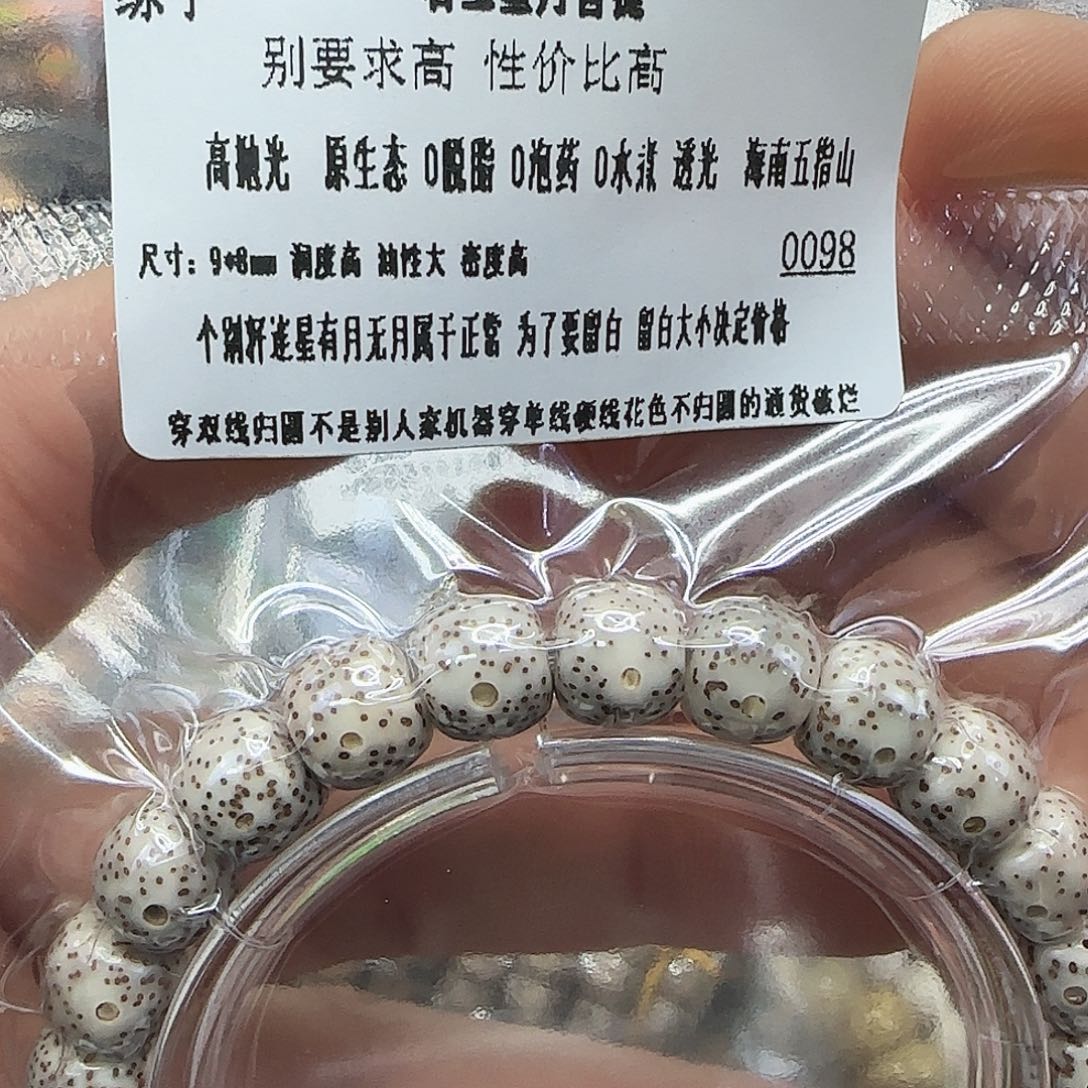 别要求高 性价比高
高抛光 原生态 0脱脂 0泡药 0水煮 透光 海南五指山
尺寸：9*8mm 润度高 油性大 密度高 0098
个别籽连星有月无月属于正常 为了要留白 留白大小决定价格
穿双线归圆不是别人家机器穿单线硬线花色不归圆的通货破烂